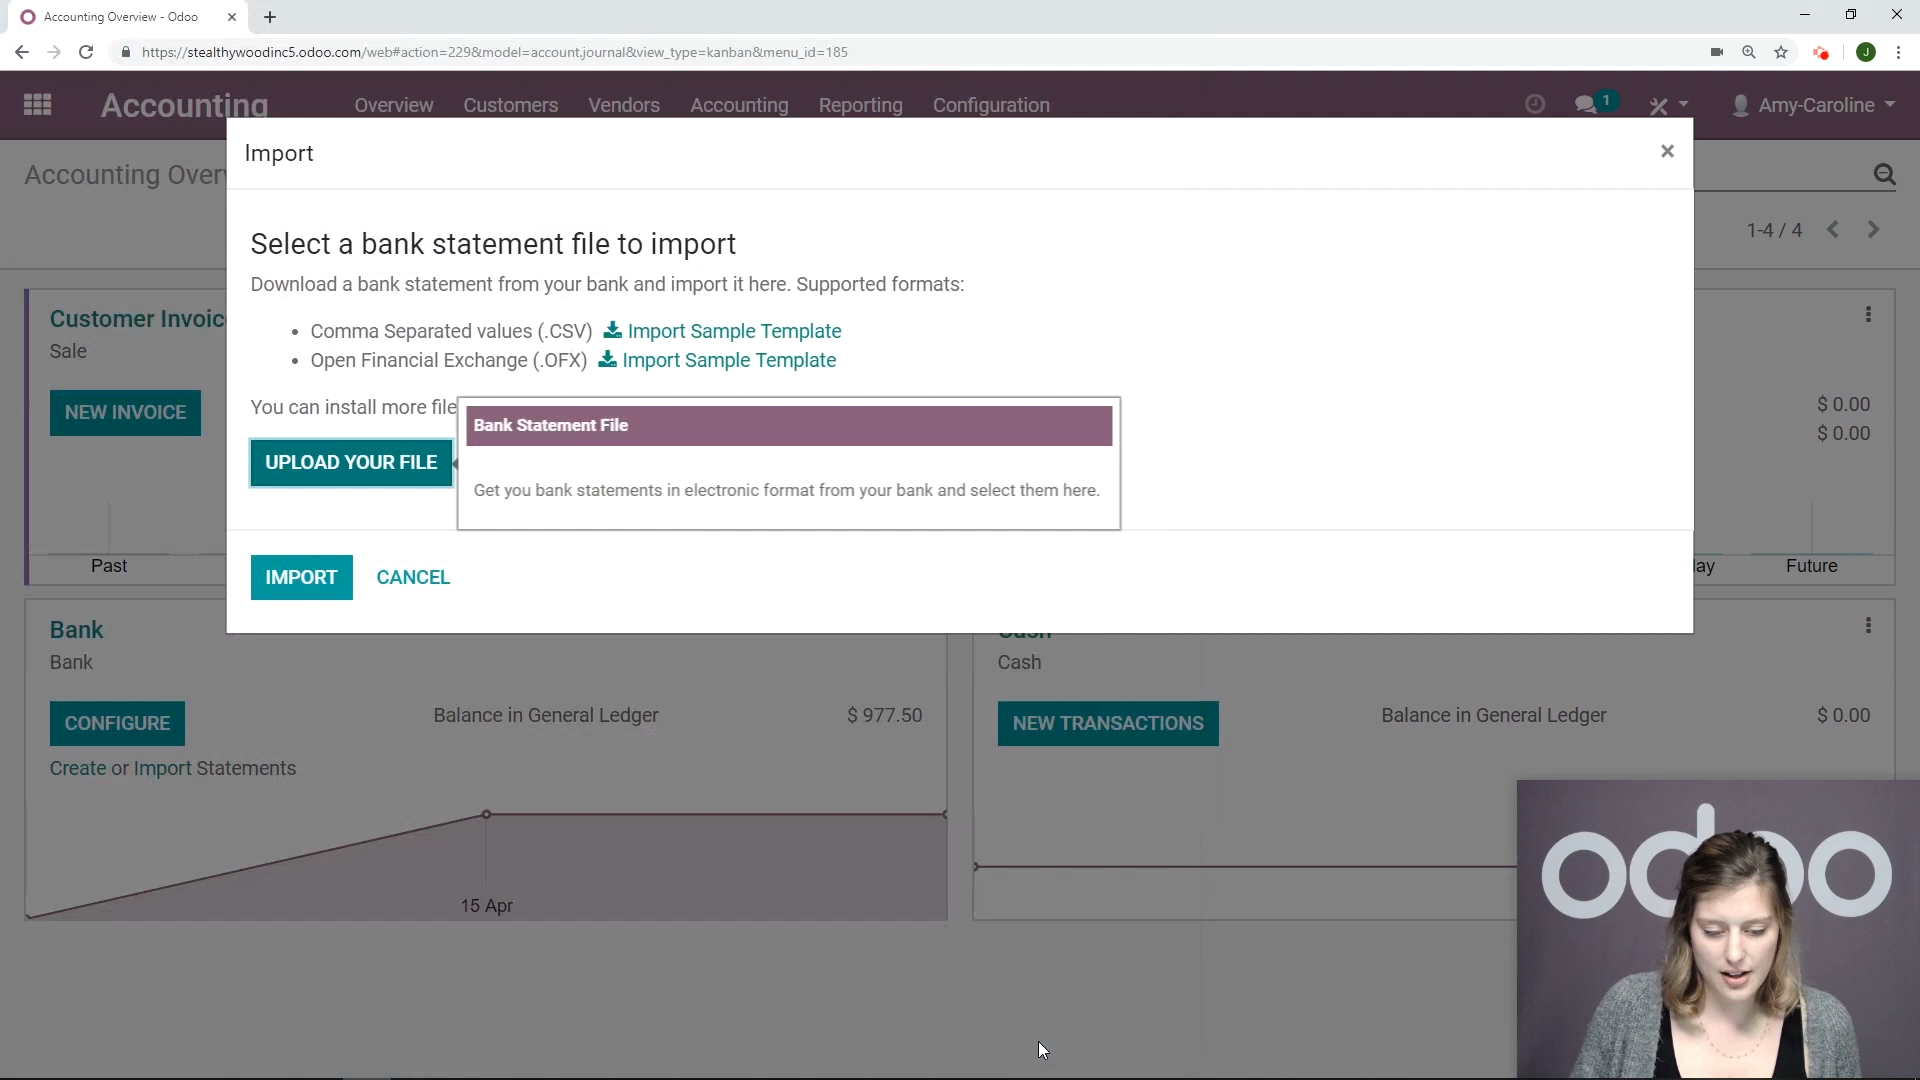 Accounting Overview - Odoo
https://stealthywoodinc5.odoo.com/web#action=229&model=account.journal&view_type=kanban&menu_id=185
J
Accounting
Overview
Customers
Vendors
Accounting
Reporting
Configuration
1
Amy-Caroline
Accounting Over
Import
×
1-4 / 4
Select a bank statement file to import
Download a bank statement from your bank and import it here. Supported formats:
Comma Separated values (.CSV) Import Sample Template
Open Financial Exchange (.OFX) Import Sample Template
You can install more file
Bank Statement File
UPLOAD YOUR FILE
Get you bank statements in electronic format from your bank and select them here.
IMPORT
CANCEL
Customer Invoic
Sale
NEW INVOICE
$ 0.00
$ 0.00
Past
lay
Future
Bank
Bank
CONFIGURE
Balance in General Ledger
$ 977.50
Create or Import Statements
15 Apr
Cash
Cash
NEW TRANSACTIONS
Balance in General Ledger
$ 0.00
odoo